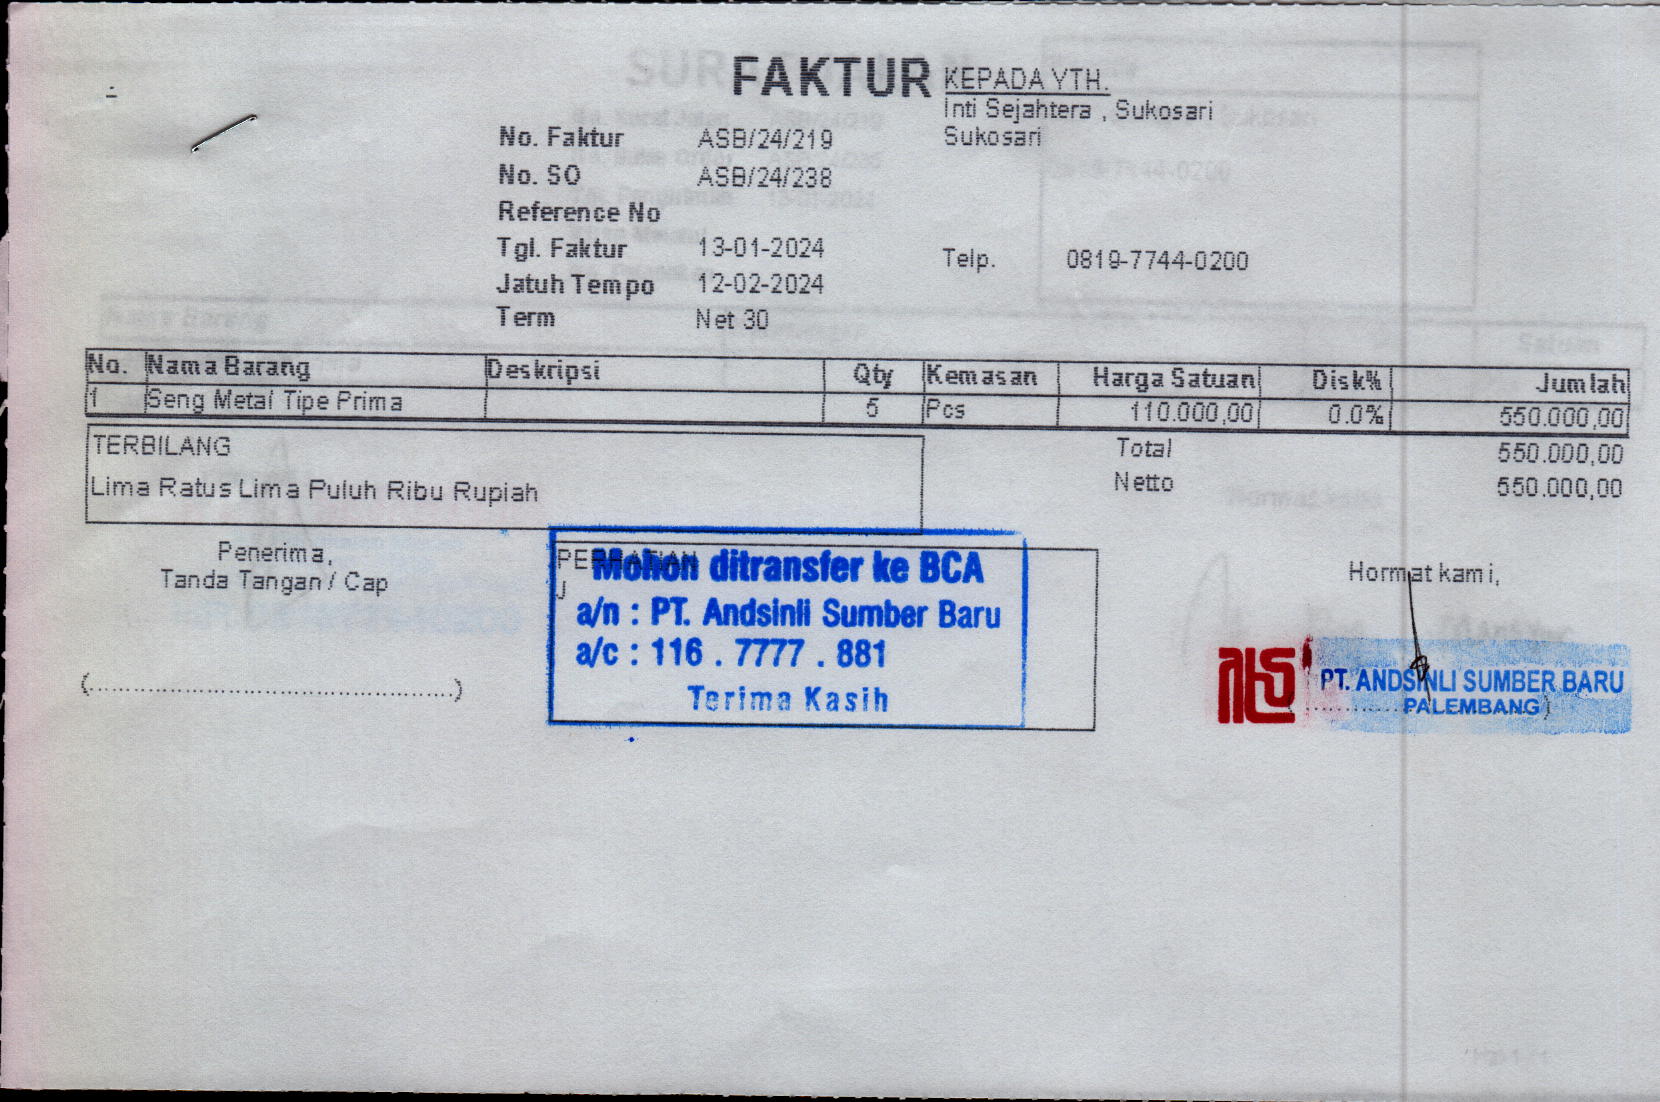 FAKTUR
KEPADA YTH.
Inti Sejahtera , Sukosari
Sukosari
No. Faktur ASB/24/219
No. SO ASB/24/238
Reference No
Tgl. Faktur 13-01-2024
Telp. 0819-7744-0200
Jatuh Tempo 12-02-2024
Term Net 30
No. Nama Barang Deskripsi Qty Kemasan Harga Satuan Disk% Jumlah
1 Seng Metal Tipe Prima 5 Pcs 110.000,00 0.0% 550.000,00
TERBILANG
Total 550.000,00
Lima Ratus Lima Puluh Ribu Rupiah
Netto 550.000,00
Penerima,
Tanda Tangan / Cap
(................................................)
PERHATIAN
J
Mohon ditransfer ke BCA
a/n : PT. Andsinli Sumber Baru
a/c : 116 . 7777 . 881
Terima Kasih
Hormat kami,
PT. ANDSINLI SUMBER BARU
PALEMBANG